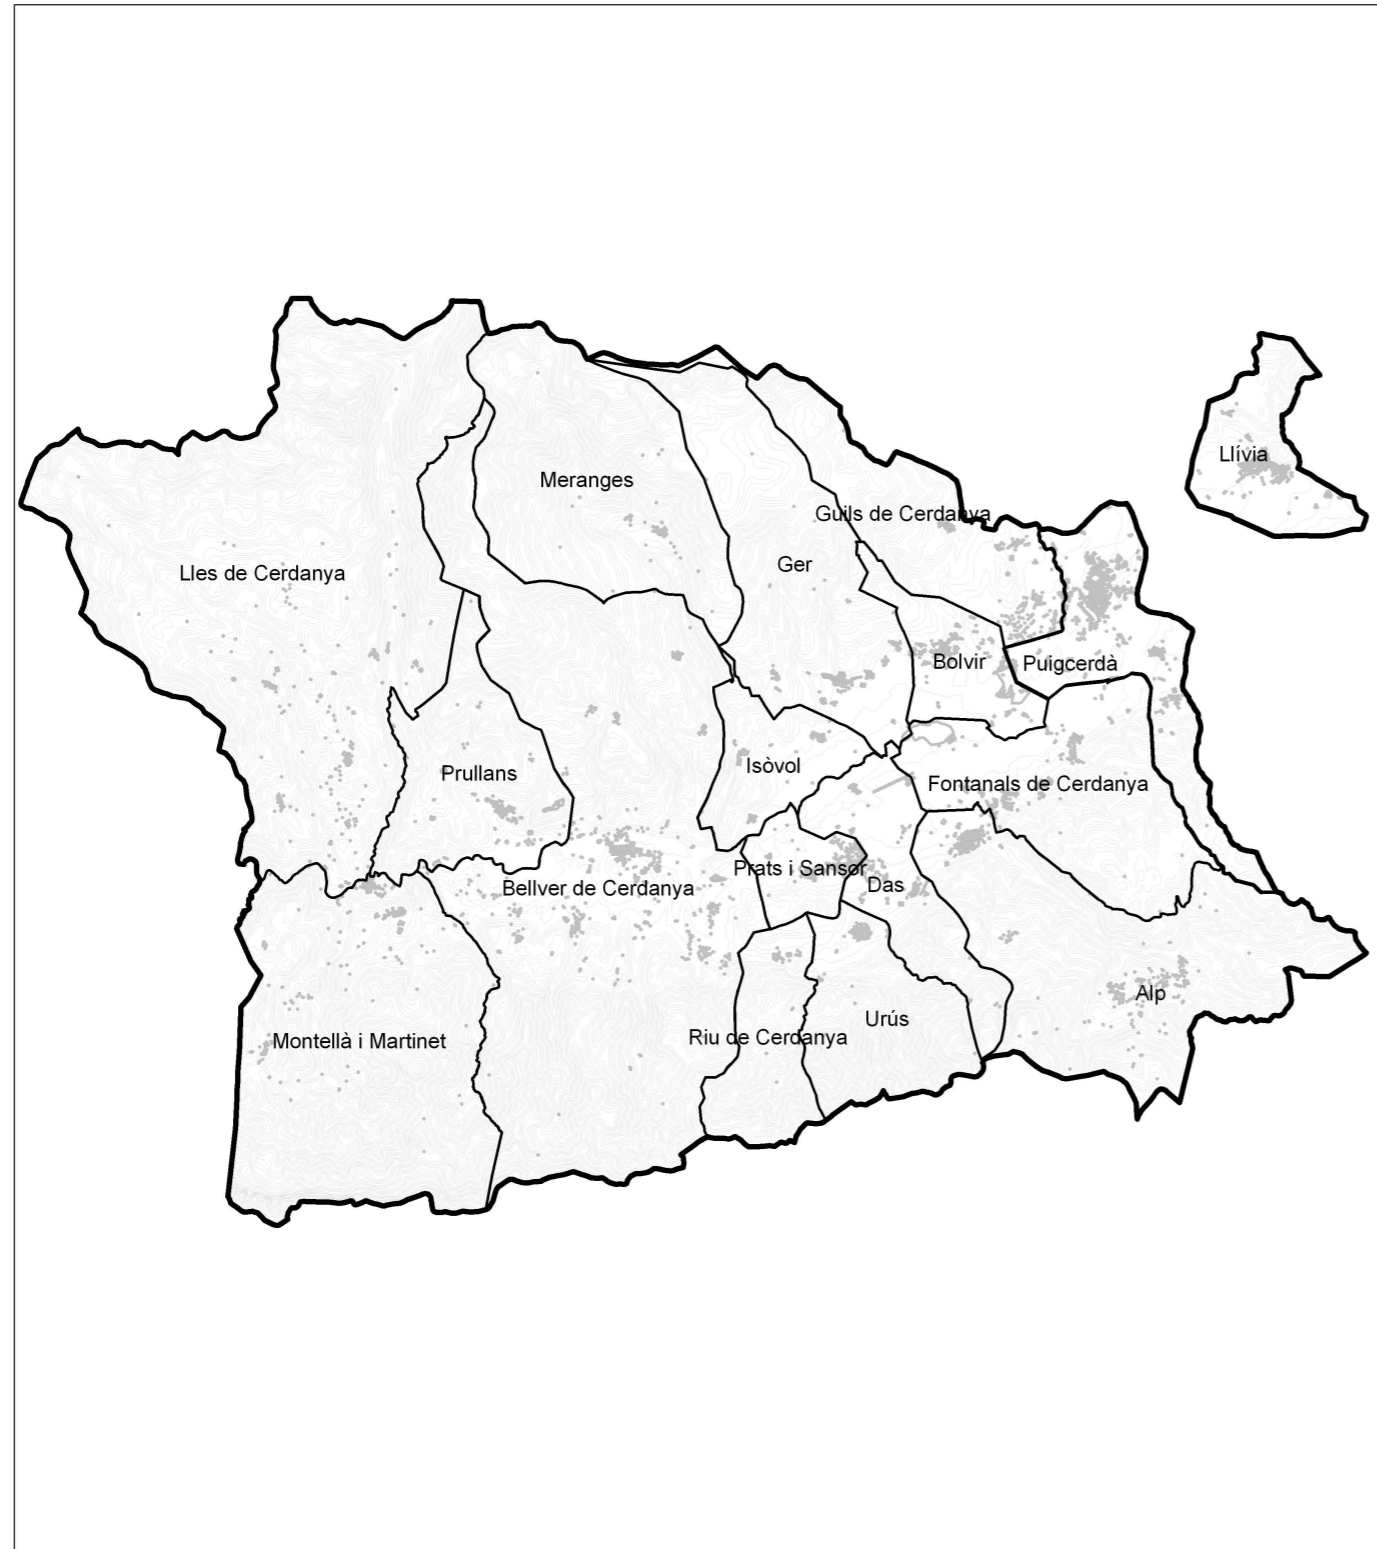 Llívia
Meranges
Guils de Cerdanya
Ger
Lles de Cerdanya
Bolvir
Puigcerdà
Isòvol
Prullans
Fontanals de Cerdanya
Prats i Sansor
Das
Bellver de Cerdanya
Alp
Urús
Riu de Cerdanya
Montellà i Martinet